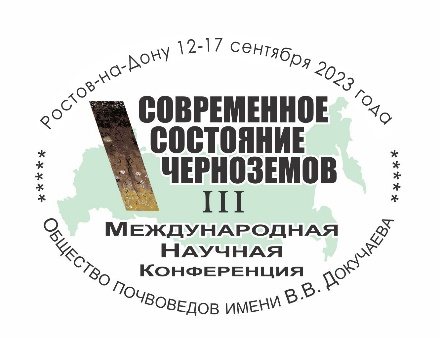 Ростов-на-Дону 12-17 сентября 2023 года
СОВРЕМЕННОЕ
СОСТОЯНИЕ
ЧЕРНОЗЕМОВ
III
МЕЖДУНАРОДНАЯ
НАУЧНАЯ
КОНФЕРЕНЦИЯ
***** *****
ОБЩЕСТВО ПОЧВОВЕДОВ ИМЕНИ В.В. ДОКУЧАЕВА